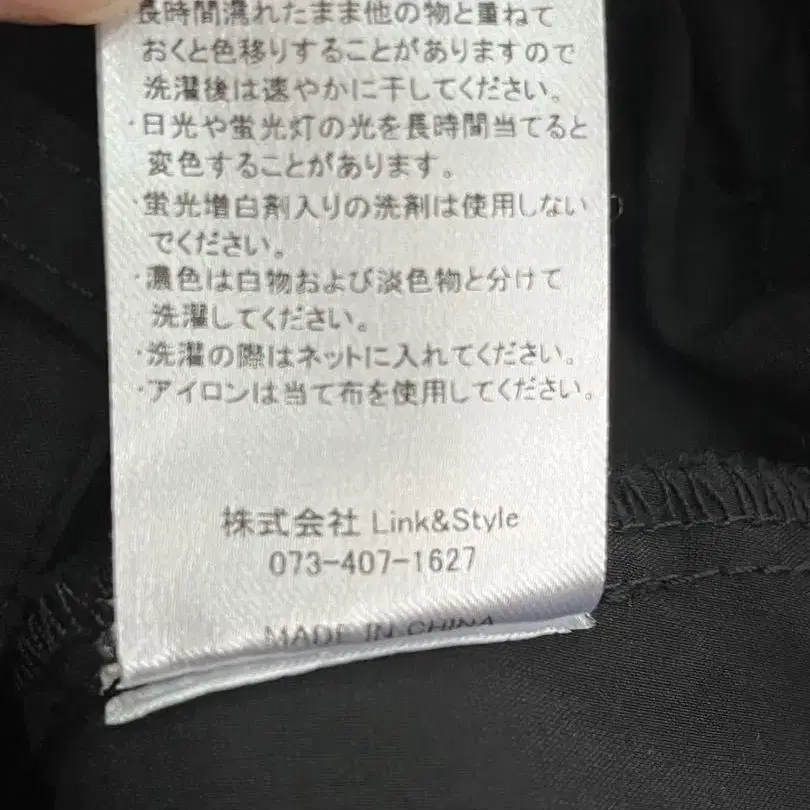 長時間濡れたまま他の物と重ねて
おくと色移りすることがありますので
洗濯後は速やかに干してください。
・日光や蛍光灯の光を長時間当てると
変色することがあります。
・蛍光増白剤入りの洗剤は使用しない
でください。
・濃色は白物および淡色物と分けて
洗濯してください。
・洗濯の際はネットに入れてください。
・アイロンは当て布を使用してください。
株式会社 Link&Style
073-407-1627
MADE IN CHINA